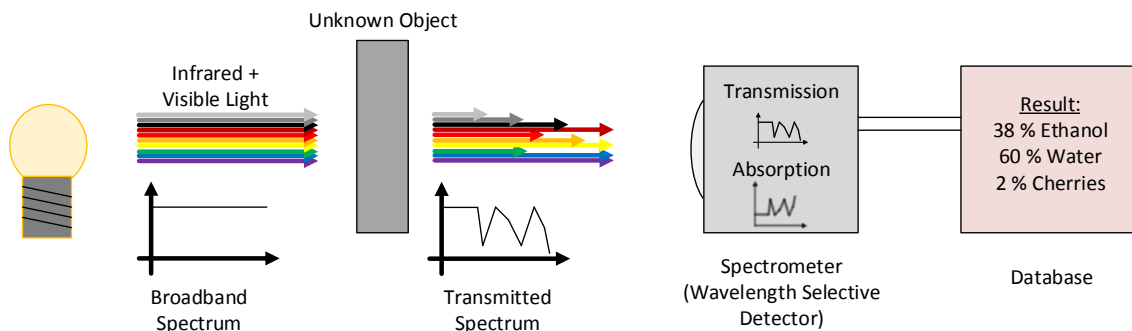 Unknown Object
Infrared +
Visible Light
Broadband
Spectrum
Transmitted
Spectrum
Transmission
Absorption
Spectrometer
(Wavelength Selective
Detector)
Result:
38 % Ethanol
60 % Water
2 % Cherries
Database